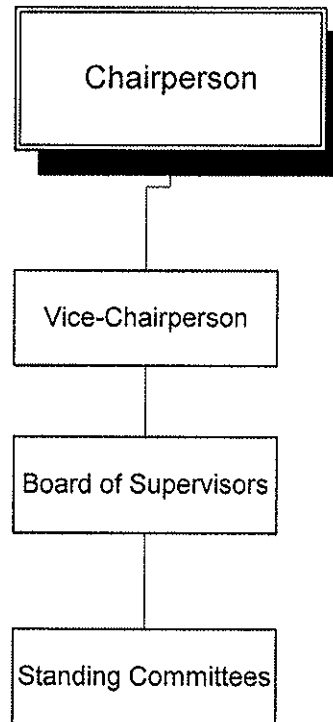 Chairperson
Vice-Chairperson
Board of Supervisors
Standing Committees